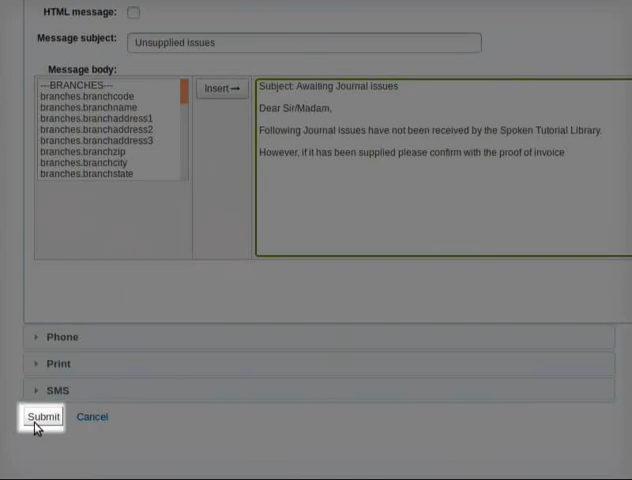 HTML message:
Message subject:
Unsupplied Issues
Message body:
---BRANCHES---
branches.branchcode
branches.branchname
branches.branchaddress1
branches.branchaddress2
branches.branchaddress3
branches.branchzip
branches.branchcity
branches.branchstate
Insert
Subject: Awaiting Journal Issues
Dear Sir/Madam,
Following Journal Issues have not been received by the Spoken Tutorial Library.
However, if it has been supplied please confirm with the proof of invoice
Phone
Print
SMS
Submit Cancel